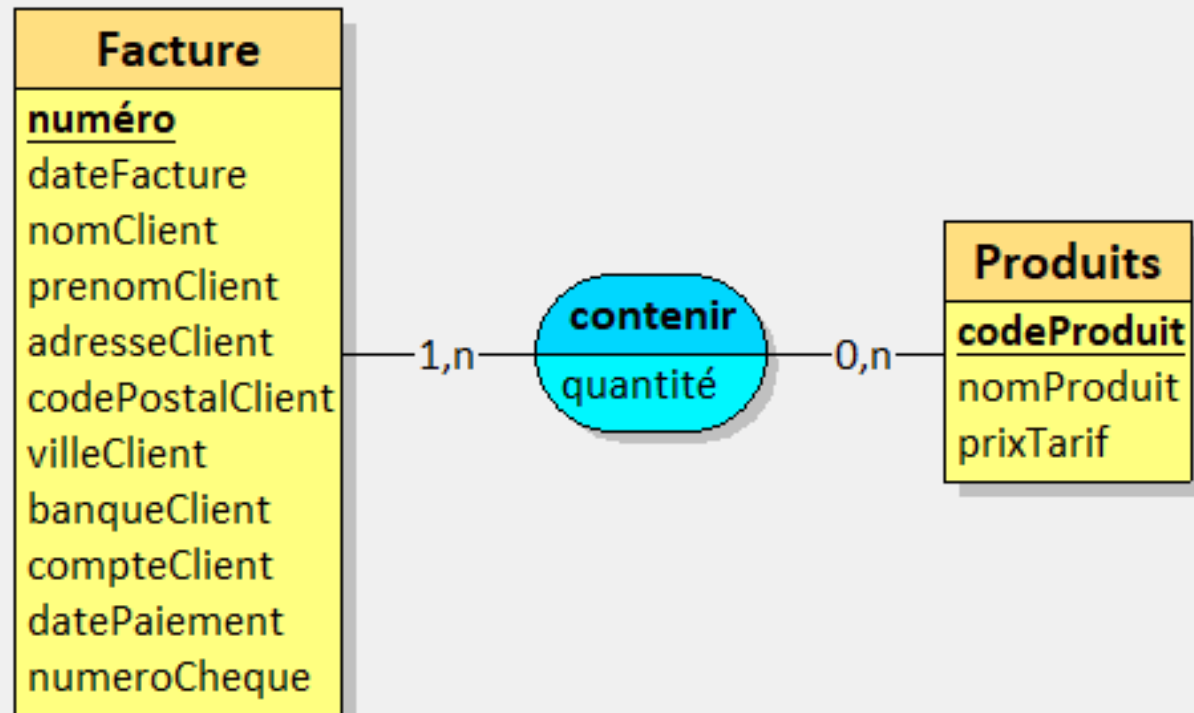 Facture
numéro
dateFacture
nomClient
prenomClient
adresseClient
codePostalClient
villeClient
banqueClient
compteClient
datePaiement
numeroCheque
1,n
contenir
quantité
0,n
Produits
codeProduit
nomProduit
prixTarif